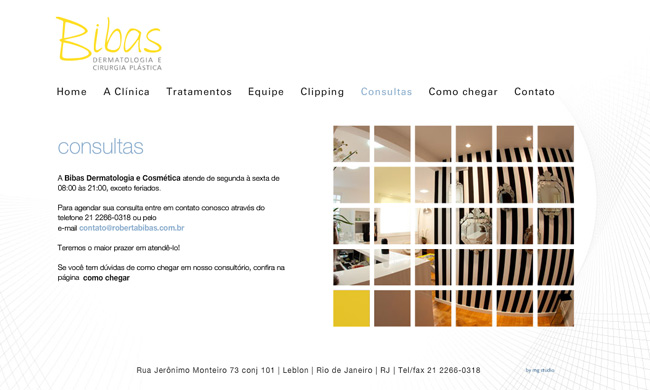 Bibas
DERMATOLOGIA E
CIRURGIA PLÁSTICA
Home A Clínica Tratamentos Equipe Clipping Consultas Como chegar Contato
consultas
A Bibas Dermatologia e Cosmética atende de segunda à sexta de
08:00 às 21:00, exceto feriados.
Para agendar sua consulta entre em contato conosco através do
telefone 21 2266-0318 ou pelo
e-mail contato@robertabibas.com.br
Teremos o maior prazer em atendê-lo!
Se você tem dúvidas de como chegar em nosso consultório, confira na
página como chegar
Rua Jerônimo Monteiro 73 conj 101 | Leblon | Rio de Janeiro | RJ | Tel/fax 21 2266-0318
by mg studio